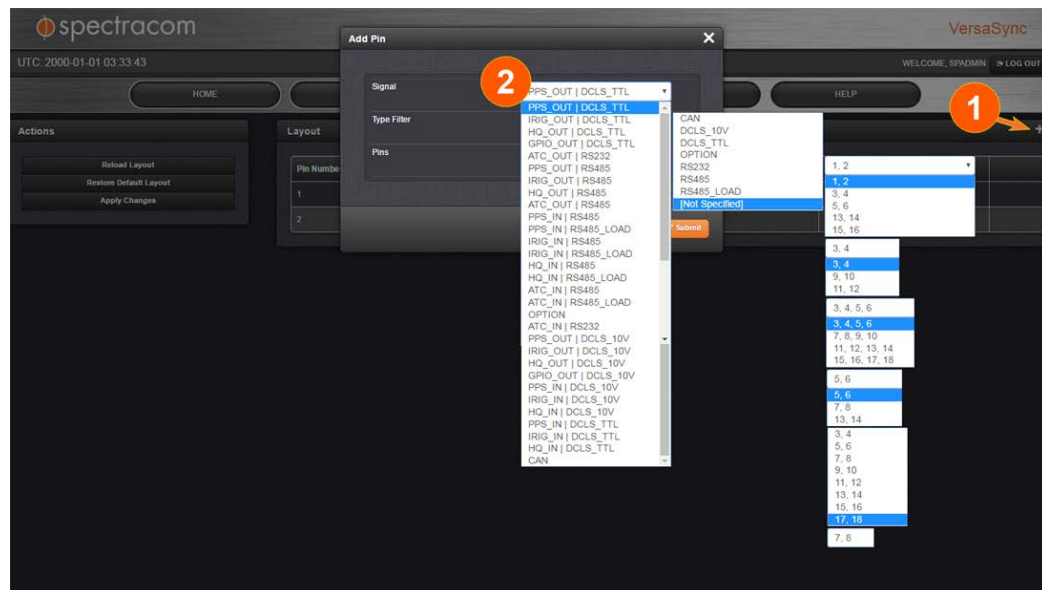 spectracom
VersaSync
UTC: 2000-01-01 03:33:43
WELCOME, SPADMIN
LOG OUT
HOME
HELP
Add Pin
Signal
Type Filter
Pins
2
1
Actions
Reload Layout
Restore Default Layout
Apply Changes
Layout
Pin Numbe
1
2
Submit
PPS_OUT | DCLS_TTL
PPS_OUT | DCLS_TTL
IRIG_OUT | DCLS_TTL
HQ_OUT | DCLS_TTL
GPIO_OUT | DCLS_TTL
ATC_OUT | RS232
PPS_OUT | RS485
IRIG_OUT | RS485
HQ_OUT | RS485
ATC_OUT | RS485
PPS_IN | RS485
PPS_IN | RS485_LOAD
IRIG_IN | RS485
IRIG_IN | RS485_LOAD
HQ_IN | RS485
HQ_IN | RS485_LOAD
ATC_IN | RS485
ATC_IN | RS485_LOAD
OPTION
ATC_IN | RS232
PPS_OUT | DCLS_10V
IRIG_OUT | DCLS_10V
HQ_OUT | DCLS_10V
GPIO_OUT | DCLS_10V
PPS_IN | DCLS_10V
IRIG_IN | DCLS_10V
HQ_IN | DCLS_10V
PPS_IN | DCLS_TTL
IRIG_IN | DCLS_TTL
HQ_IN | DCLS_TTL
CAN
CAN
DCLS_10V
DCLS_TTL
OPTION
RS232
RS485
RS485_LOAD
[Not Specified]
1, 2
1, 2
3, 4
5, 6
13, 14
15, 16
3, 4
3, 4
9, 10
11, 12
3, 4, 5, 6
3, 4, 5, 6
7, 8, 9, 10
11, 12, 13, 14
15, 16, 17, 18
5, 6
5, 6
7, 8
13, 14
3, 4
5, 6
7, 8
9, 10
11, 12
13, 14
15, 16
17, 18
7, 8